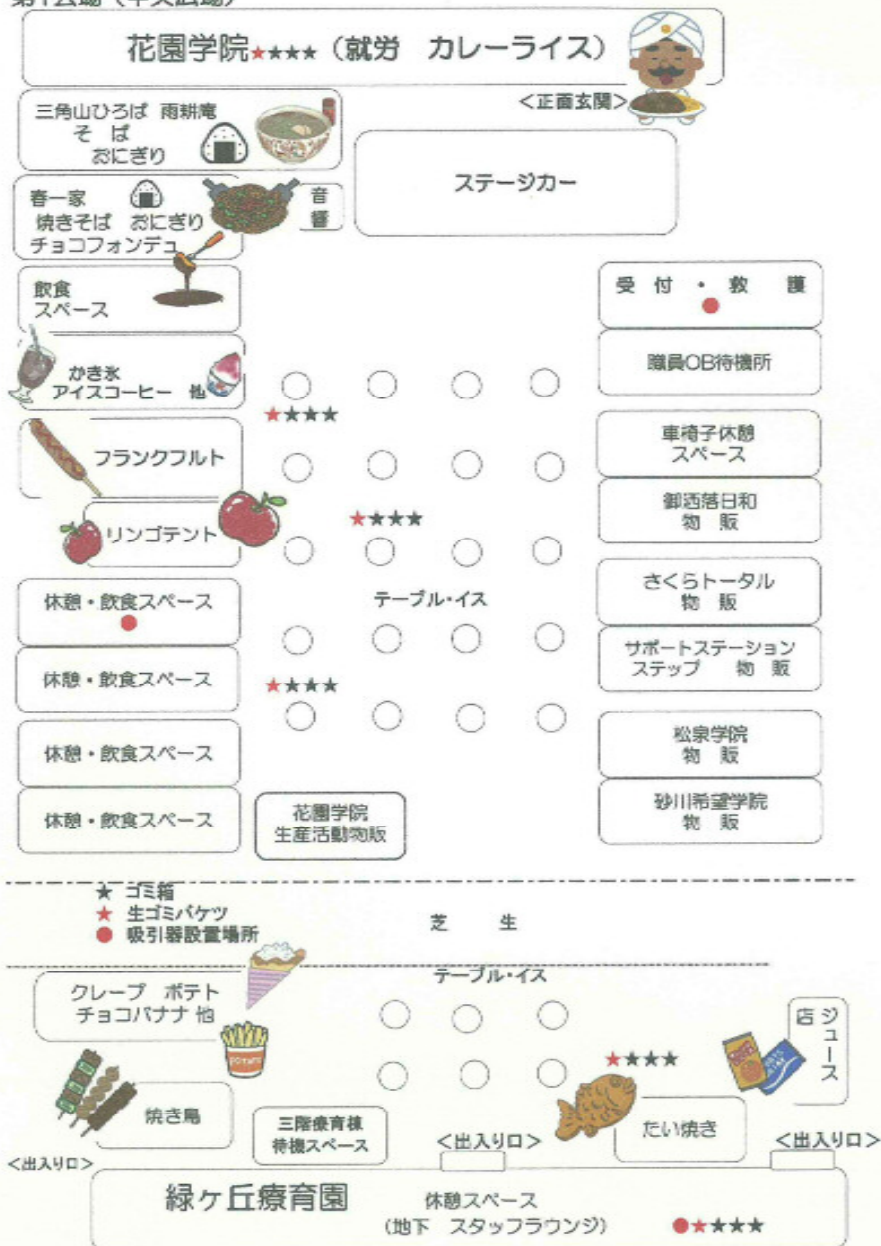 第1会場（中央広場）
花園学院★★★★（就労　カレーライス）
＜正面玄関＞
三角山ひろば　雨耕庵
そ　ば
おにぎり
ステージカー
春一家
焼きそば　おにぎり
チョコフォンデュ
音
響
飲食
スペース
受　付　・　救　護
かき氷
アイスコーヒー　他
職員OB待機所
★★★★
フランクフルト
車椅子休憩
スペース
リンゴテント
★★★★
御洒落日和
物　販
休憩・飲食スペース
テーブル・イス
さくらトータル
物　販
休憩・飲食スペース
★★★★
サポートステーション
ステップ　物　販
休憩・飲食スペース
松泉学院
物　販
休憩・飲食スペース
花園学院
生産活動物販
砂川希望学院
物　販
★ ゴミ箱
★ 生ゴミバケツ
● 吸引器設置場所
芝　生
テーブル・イス
クレープ　ポテト
チョコバナナ 他
POTATO
ジュース
店
★★★★
焼き鳥
三階療育棟
待機スペース
たい焼き
＜出入り口＞
＜出入り口＞
＜出入り口＞
緑ヶ丘療育園
休憩スペース
（地下　スタッフラウンジ）
●★★★★